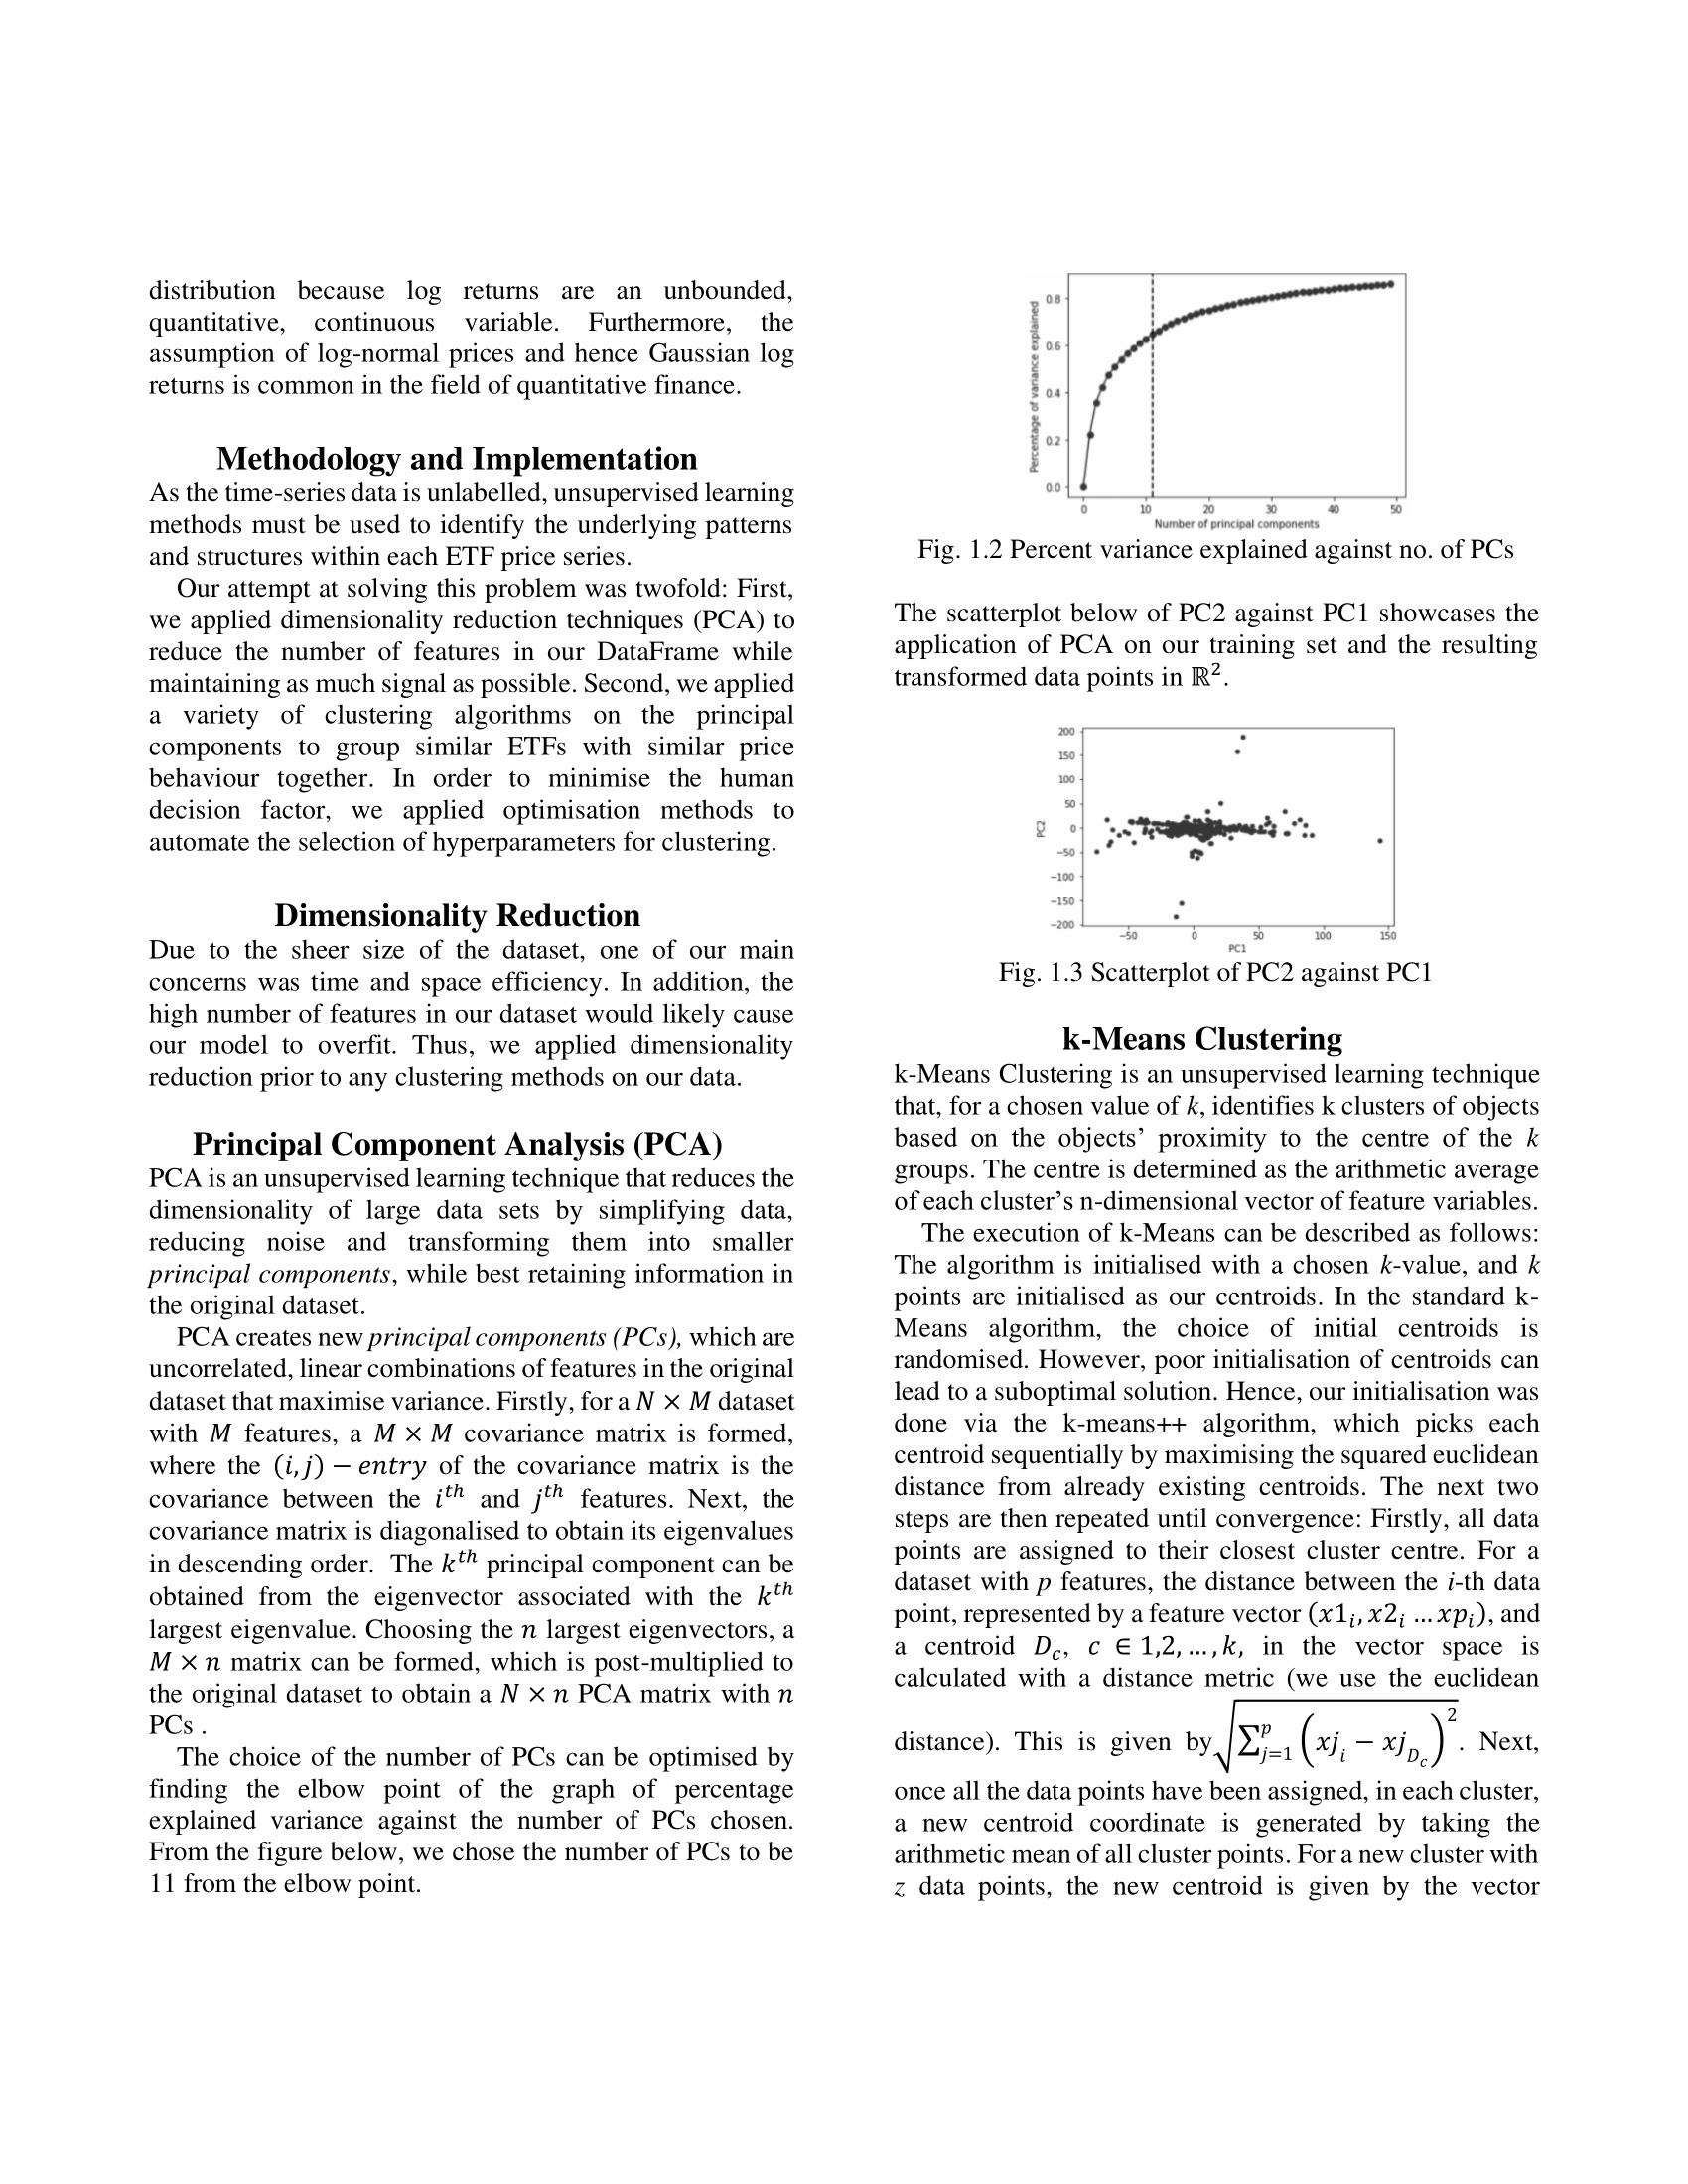 distribution because log returns are an unbounded,
quantitative, continuous variable. Furthermore, the
assumption of log-normal prices and hence Gaussian log
returns is common in the field of quantitative finance.
Methodology and Implementation
As the time-series data is unlabelled, unsupervised learning
methods must be used to identify the underlying patterns
and structures within each ETF price series.
Our attempt at solving this problem was twofold: First,
we applied dimensionality reduction techniques (PCA) to
reduce the number of features in our DataFrame while
maintaining as much signal as possible. Second, we applied
a variety of clustering algorithms on the principal
components to group similar ETFs with similar price
behaviour together. In order to minimise the human
decision factor, we applied optimisation methods to
automate the selection of hyperparameters for clustering.
Dimensionality Reduction
Due to the sheer size of the dataset, one of our main
concerns was time and space efficiency. In addition, the
high number of features in our dataset would likely cause
our model to overfit. Thus, we applied dimensionality
reduction prior to any clustering methods on our data.
Principal Component Analysis (PCA)
PCA is an unsupervised learning technique that reduces the
dimensionality of large data sets by simplifying data,
reducing noise and transforming them into smaller
principal components, while best retaining information in
the original dataset.
PCA creates new principal components (PCs), which are
uncorrelated, linear combinations of features in the original
dataset that maximise variance. Firstly, for a N × M dataset
with M features, a M × M covariance matrix is formed,
where the (i, j) − entry of the covariance matrix is the
covariance between the i^th and j^th features. Next, the
covariance matrix is diagonalised to obtain its eigenvalues
in descending order. The k^th principal component can be
obtained from the eigenvector associated with the k^th
largest eigenvalue. Choosing the n largest eigenvectors, a
M × n matrix can be formed, which is post-multiplied to
the original dataset to obtain a N × n PCA matrix with n
PCs .
The choice of the number of PCs can be optimised by
finding the elbow point of the graph of percentage
explained variance against the number of PCs chosen.
From the figure below, we chose the number of PCs to be
11 from the elbow point.
Percentage of variance explained
0.8
0.6
0.4
0.2
0.0
0 10 20 30 40 50
Number of principal components
Fig. 1.2 Percent variance explained against no. of PCs
The scatterplot below of PC2 against PC1 showcases the
application of PCA on our training set and the resulting
transformed data points in ℝ².
PC2
200
150
100
50
0
−50
−100
−150
−200
−50 0 50 100 150
PC1
Fig. 1.3 Scatterplot of PC2 against PC1
k-Means Clustering
k-Means Clustering is an unsupervised learning technique
that, for a chosen value of k, identifies k clusters of objects
based on the objects' proximity to the centre of the k
groups. The centre is determined as the arithmetic average
of each cluster's n-dimensional vector of feature variables.
The execution of k-Means can be described as follows:
The algorithm is initialised with a chosen k-value, and k
points are initialised as our centroids. In the standard k-
Means algorithm, the choice of initial centroids is
randomised. However, poor initialisation of centroids can
lead to a suboptimal solution. Hence, our initialisation was
done via the k-means++ algorithm, which picks each
centroid sequentially by maximising the squared euclidean
distance from already existing centroids. The next two
steps are then repeated until convergence: Firstly, all data
points are assigned to their closest cluster centre. For a
dataset with p features, the distance between the i-th data
point, represented by a feature vector (x1_i, x2_i … xp_i), and
a centroid D_c, c ∈ 1,2, … , k, in the vector space is
calculated with a distance metric (we use the euclidean
distance). This is given by √(∑_{j=1}^{p} (xj_i − xj_{D_c})²). Next,
once all the data points have been assigned, in each cluster,
a new centroid coordinate is generated by taking the
arithmetic mean of all cluster points. For a new cluster with
z data points, the new centroid is given by the vector